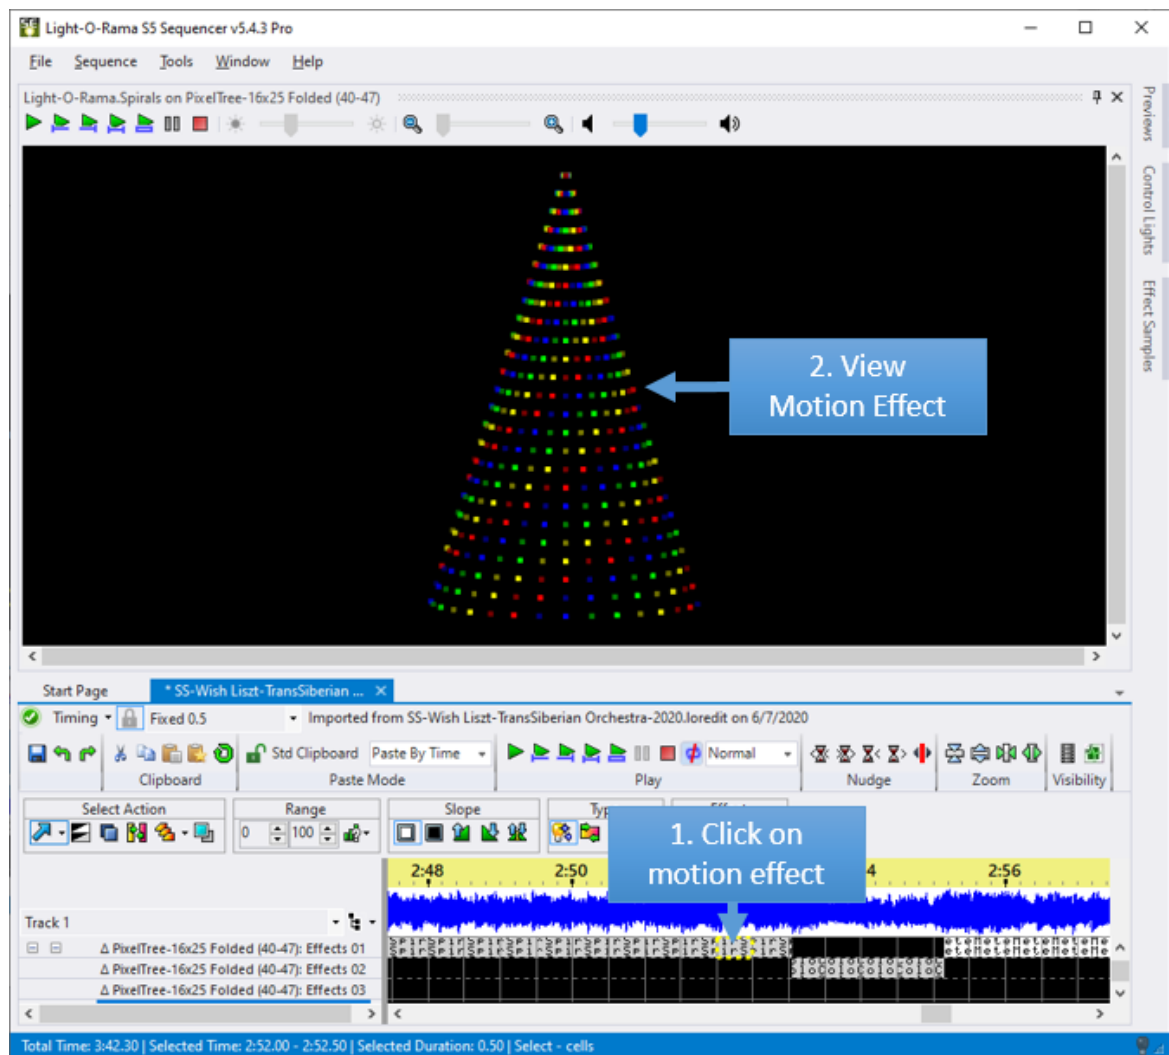 Light-O-Rama S5 Sequencer v5.4.3 Pro
File Sequence Tools Window Help
Light-O-Rama.Spirals on PixelTree-16x25 Folded (40-47)
Previews
Control Lights
Effect Samples
2. View
Motion Effect
Start Page * SS-Wish Liszt-TransSiberian ...
Timing Fixed 0.5 Imported from SS-Wish Liszt-TransSiberian Orchestra-2020.loredit on 6/7/2020
Std Clipboard Paste By Time Normal
Clipboard Paste Mode Play Nudge Zoom Visibility
Select Action Range Slope
0 100
1. Click on
motion effect
2:48 2:50 2:56
Track 1
Δ PixelTree-16x25 Folded (40-47): Effects 01
Δ PixelTree-16x25 Folded (40-47): Effects 02
Δ PixelTree-16x25 Folded (40-47): Effects 03
Total Time: 3:42.30 | Selected Time: 2:52.00 - 2:52.50 | Selected Duration: 0.50 | Select - cells